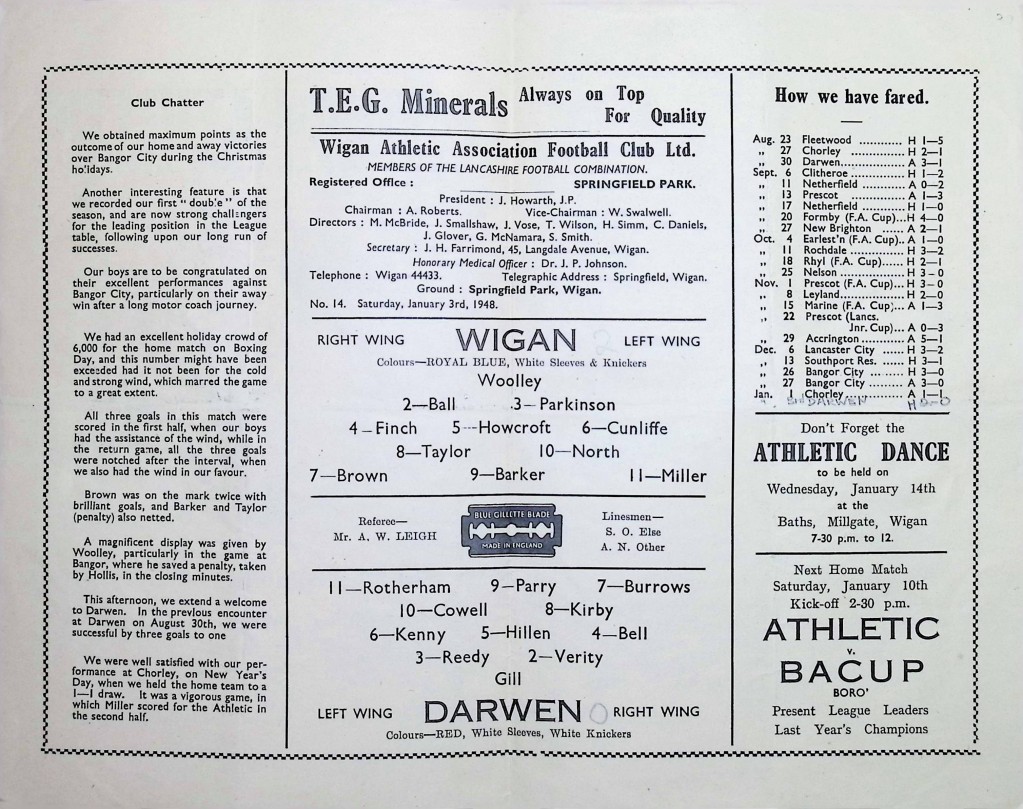 Club Chatter
We obtained maximum points as the
outcome of our home and away victories
over Bangor City during the Christmas
holidays.
Another interesting feature is that
we recorded our first "double" of the
season, and are now strong challengers
for the leading position in the League
table, following upon our long run of
successes.
Our boys are to be congratulated on
their excellent performances against
Bangor City, particularly on their away
win after a long motor coach journey.
We had an excellent holiday crowd of
6,000 for the home match on Boxing
Day, and this number might have been
exceeded had it not been for the cold
and strong wind, which marred the game
to a great extent.
All three goals in this match were
scored in the first half, when our boys
had the assistance of the wind, while in
the return game, all the three goals
were notched after the interval, when
we also had the wind in our favour.
Brown was on the mark twice with
brilliant goals, and Barker and Taylor
(penalty) also netted.
A magnificent display was given by
Woolley, particularly in the game at
Bangor, where he saved a penalty, taken
by Hollis, in the closing minutes.
This afternoon, we extend a welcome
to Darwen. In the previous encounter
at Darwen on August 30th, we were
successful by three goals to one
We were well satisfied with our per-
formance at Chorley, on New Year's
Day, when we held the home team to a
1—1 draw. It was a vigorous game, in
which Miller scored for the Athletic in
the second half.
T.E.G. Minerals Always on Top
For Quality
Wigan Athletic Association Football Club Ltd.
MEMBERS OF THE LANCASHIRE FOOTBALL COMBINATION.
Registered Office : SPRINGFIELD PARK.
President : J. Howarth, J.P.
Chairman : A. Roberts. Vice-Chairman : W. Swalwell.
Directors : M. McBride, J. Smallshaw, J. Vose, T. Wilson, H. Simm, C. Daniels,
J. Glover, G. McNamara, S. Smith.
Secretary : J. H. Farrimond, 45, Langdale Avenue, Wigan.
Honorary Medical Officer : Dr. J. P. Johnson.
Telephone : Wigan 44433. Telegraphic Address : Springfield, Wigan.
Ground : Springfield Park, Wigan.
No. 14. Saturday, January 3rd, 1948.
RIGHT WING WIGAN LEFT WING
Colours—ROYAL BLUE, White Sleeves & Knickers
Woolley
2—Ball 3—Parkinson
4—Finch 5—Howcroft 6—Cunliffe
8—Taylor 10—North
7—Brown 9—Barker 11—Miller
Referee—
Mr. A. W. LEIGH
BLUE GILLETTE BLADE
MADE IN ENGLAND
Linesmen—
S. O. Else
A. N. Other
11—Rotherham 9—Parry 7—Burrows
10—Cowell 8—Kirby
6—Kenny 5—Hillen 4—Bell
3—Reedy 2—Verity
Gill
LEFT WING DARWEN 0 RIGHT WING
Colours—RED, White Sleeves, White Knickers
How we have fared.
Aug. 23 Fleetwood ............ H 1—5
,, 27 Chorley ............... H 2—1
,, 30 Darwen............... A 3—1
Sept. 6 Clitheroe ............ H 1—2
,, 11 Netherfield ......... A 0—2
,, 13 Prescot ............... A 1—3
,, 17 Netherfield ......... H 1—0
,, 20 Formby (F.A. Cup)...H 4—0
,, 27 New Brighton ...... A 2—1
Oct. 4 Earlest'n (F.A. Cup).. A 1—0
,, 11 Rochdale ............ H 3—2
,, 18 Rhyl (F.A. Cup)...... H 2—1
,, 25 Nelson ............... H 3—0
Nov. 1 Prescot (F.A. Cup)... H 3—0
,, 8 Leyland............... H 2—0
,, 15 Marine (F.A. Cup)... A 1—3
,, 22 Prescot (Lancs.
Jnr. Cup)... A 0—3
,, 29 Accrington ......... A 5—1
Dec. 6 Lancaster City ...... H 3—2
,, 13 Southport Res. ...... H 3—1
,, 26 Bangor City ......... H 3—0
,, 27 Bangor City ......... A 3—0
Jan. 1 Chorley............... A 1—1
DARWEN
Don't Forget the
ATHLETIC DANCE
to be held on
Wednesday, January 14th
at the
Baths, Millgate, Wigan
7-30 p.m. to 12.
Next Home Match
Saturday, January 10th
Kick-off 2-30 p.m.
ATHLETIC
v.
BACUP
BORO'
Present League Leaders
Last Year's Champions